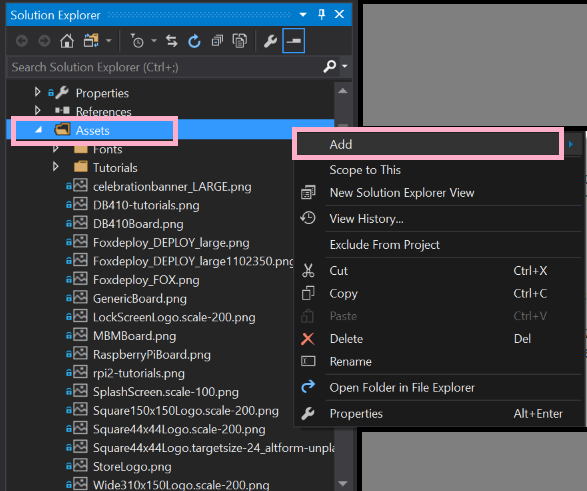 Solution Explorer
Search Solution Explorer (Ctrl+;)
Properties
References
Assets
Fonts
Tutorials
celebrationbanner_LARGE.png
DB410-tutorials.png
DB410Board.png
Foxdeploy_DEPLOY_large.png
Foxdeploy_DEPLOY_large1102350.png
Foxdeploy_FOX.png
GenericBoard.png
LockScreenLogo.scale-200.png
MBMBoard.png
RaspberryPiBoard.png
rpi2-tutorials.png
SplashScreen.scale-100.png
Square150x150Logo.scale-200.png
Square44x44Logo.scale-200.png
Square44x44Logo.targetsize-24_altform-unpla
StoreLogo.png
Wide310x150Logo.scale-200.png
Add
Scope to This
New Solution Explorer View
View History...
Exclude From Project
Cut Ctrl+X
Copy Ctrl+C
Paste Ctrl+V
Delete Del
Rename
Open Folder in File Explorer
Properties Alt+Enter